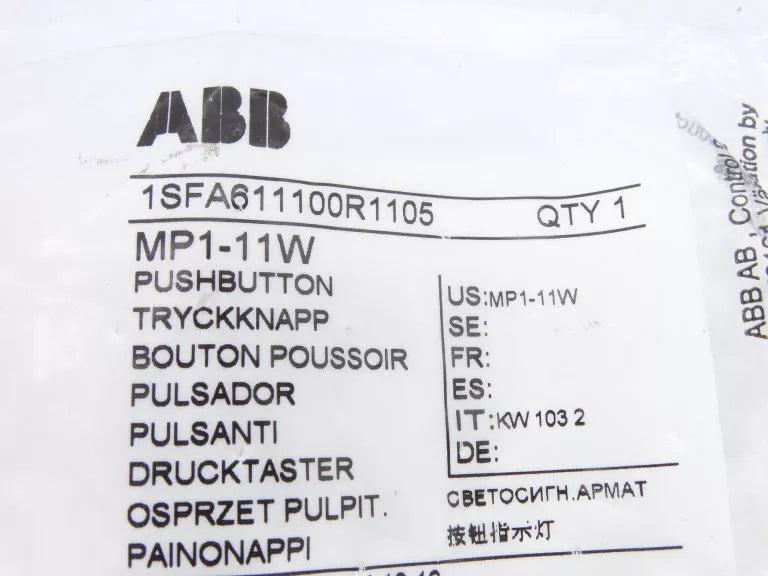 ABB
1SFA611100R1105 QTY 1
MP1-11W
PUSHBUTTON
TRYCKKNAPP
BOUTON POUSSOIR
PULSADOR
PULSANTI
DRUCKTASTER
OSPRZET PULPIT.
PAINONAPPI
US:MP1-11W
SE:
FR:
ES:
IT:KW 103 2
DE:
СВЕТОСИГН.АРМАТ
按钮指示灯
ABB AB, Control